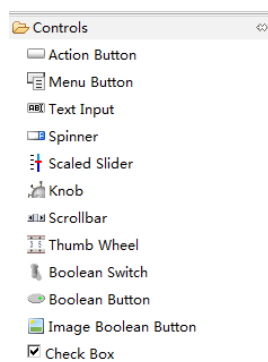 Controls
Action Button
Menu Button
Text Input
Spinner
Scaled Slider
Knob
Scrollbar
Thumb Wheel
Boolean Switch
Boolean Button
Image Boolean Button
Check Box